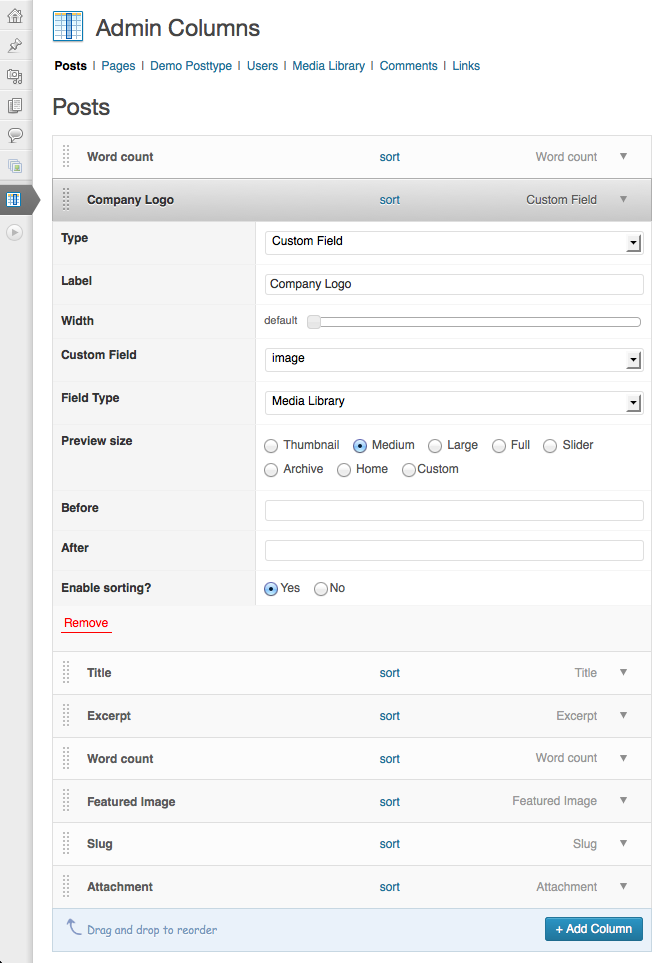 Admin Columns
Posts | Pages | Demo Posttype | Users | Media Library | Comments | Links
Posts
Word count sort Word count
Company Logo sort Custom Field
Type Custom Field
Label Company Logo
Width default
Custom Field image
Field Type Media Library
Preview size Thumbnail Medium Large Full Slider
Archive Home Custom
Before
After
Enable sorting? Yes No
Remove
Title sort Title
Excerpt sort Excerpt
Word count sort Word count
Featured Image sort Featured Image
Slug sort Slug
Attachment sort Attachment
Drag and drop to reorder + Add Column